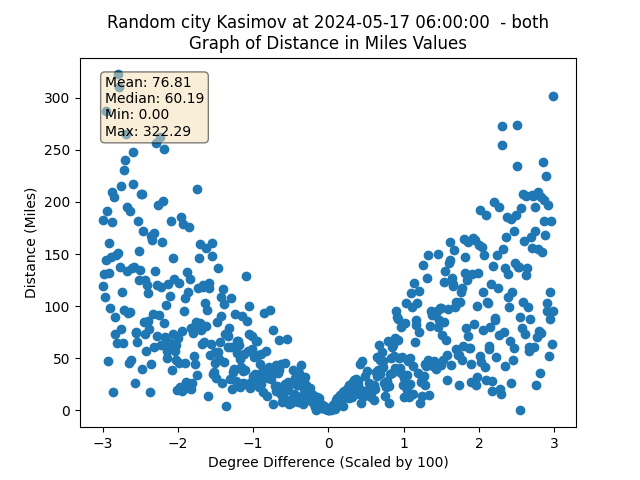 Random city Kasimov at 2024-05-17 06:00:00  - both
Graph of Distance in Miles Values
Mean: 76.81
Median: 60.19
Min: 0.00
Max: 322.29
Distance (Miles)
300
250
200
150
100
50
0
−3
−2
−1
0
1
2
3
Degree Difference (Scaled by 100)